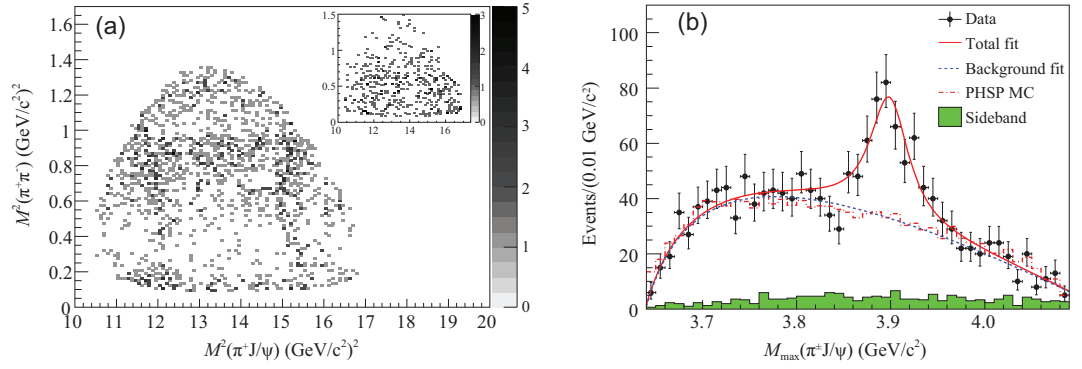 (a)
M²(π⁺π⁻) (GeV/c²)²
1.6
1.4
1.2
1
0.8
0.6
0.4
0.2
0
10 11 12 13 14 15 16 17 18 19 20
M²(π⁺J/ψ) (GeV/c²)²
5
4
3
2
1
0
1.5
1
0.5
0
10 12 14 16
3
2
1
0
(b)
Events/(0.01 GeV/c²)
100
80
60
40
20
0
3.7 3.8 3.9 4.0
M_max(π±J/ψ) (GeV/c²)
Data
Total fit
Background fit
PHSP MC
Sideband